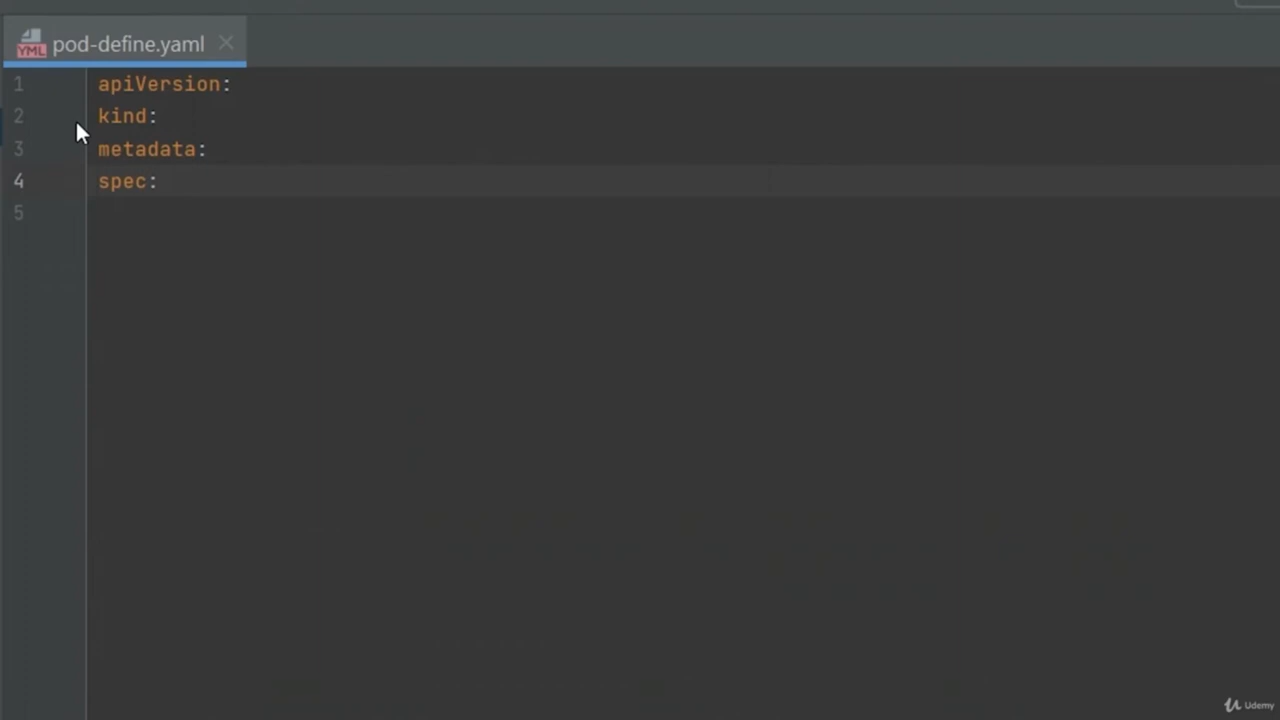 YML pod-define.yaml
1 apiVersion:
2 kind:
3 metadata:
4 spec:
5
Udemy